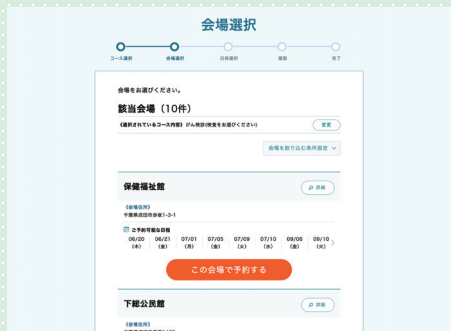 会場選択
コース選択 会場選択 日時選択 確認 完了
会場をお選びください。
該当会場（10件）
《選択されているコース内容》がん検診(検査をお選びください) 変更
会場を絞り込む条件設定
保健福祉館 詳細
《会場住所》
千葉県成田市赤坂1-3-1
ご予約可能な日程
06/20 06/21 07/01 07/05 07/09 07/10 09/06 09/10
(木) (金) (月) (金) (火) (水) (金) (火)
この会場で予約する
下総公民館 詳細
《会場住所》